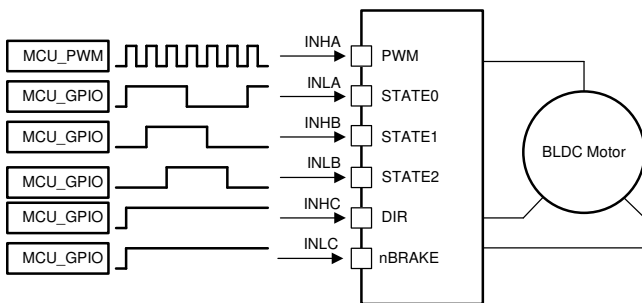 MCU_PWM INHA PWM
MCU_GPIO INLA STATE0
MCU_GPIO INHB STATE1
BLDC Motor
MCU_GPIO INLB STATE2
MCU_GPIO INHC DIR
MCU_GPIO INLC nBRAKE